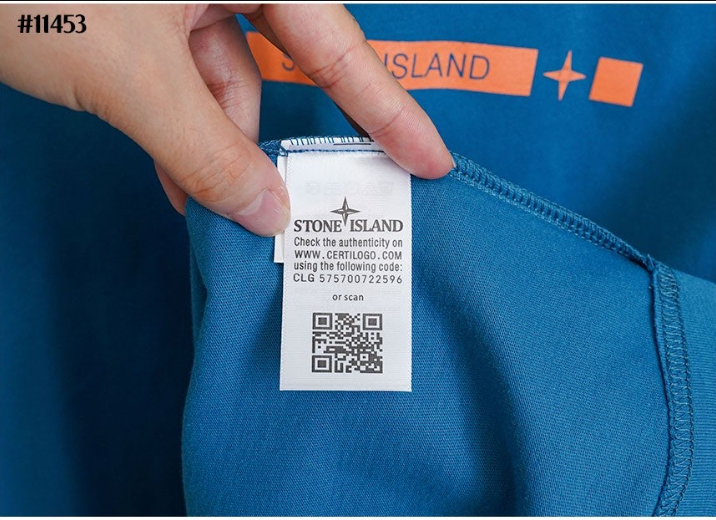 #11453
ISLAND
STONE ISLAND
Check the authenticity on
WWW.CERTILOGO.COM
using the following code:
CLG 575700722596
or scan